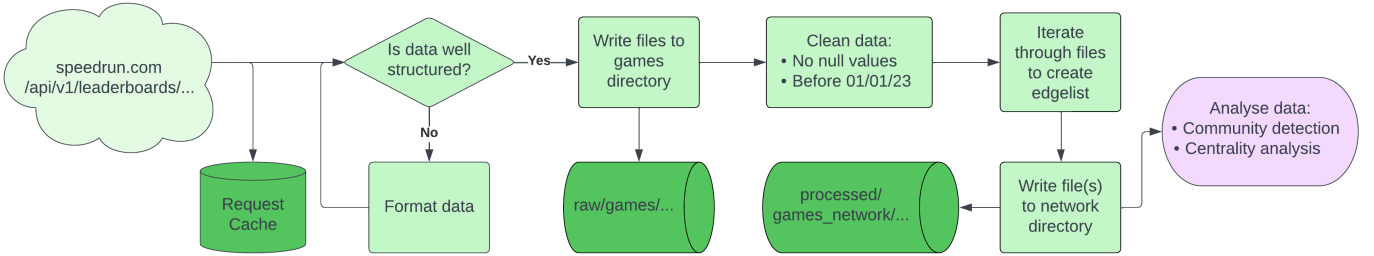 speedrun.com
/api/v1/leaderboards/...
Request
Cache
Is data well
structured?
Yes
No
Format data
Write files to
games
directory
raw/games/...
Clean data:
• No null values
• Before 01/01/23
Iterate
through files
to create
edgelist
Write file(s)
to network
directory
processed/
games_network/...
Analyse data:
• Community detection
• Centrality analysis